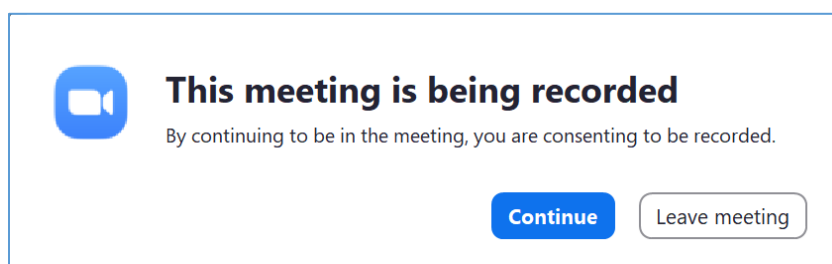 This meeting is being recorded
By continuing to be in the meeting, you are consenting to be recorded.
Continue Leave meeting